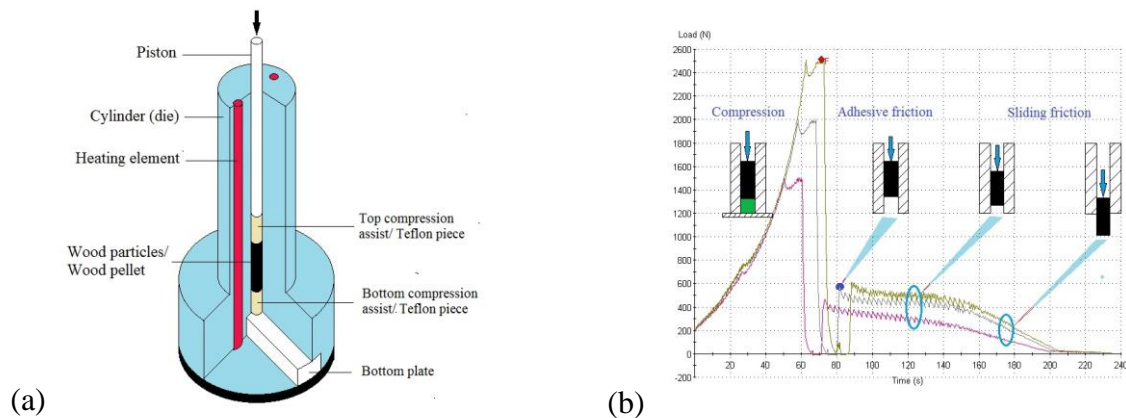 Piston
Cylinder (die)
Heating element
Top compression
assist/ Teflon piece
Wood particles/
Wood pellet
Bottom compression
assist/ Teflon piece
Bottom plate
(a)
Load (N)
2600
2400
2200
2000
1800
1600
1400
1200
1000
800
600
400
200
0
-200
Compression
Adhesive friction
Sliding friction
0 20 40 60 80 100 120 140 160 180 200 220 240
Time (s)
(b)